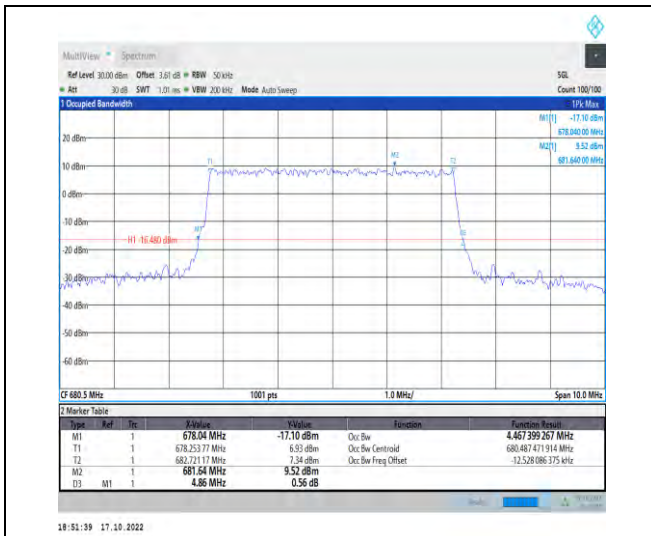 MultiView Spectrum
Ref Level 30.00 dBm Offset 3.61 dB RBW 50 kHz SGL
Att 30 dB SWT 1.01 ms VBW 200 kHz Mode Auto Sweep Count 100/100
1 Occupied Bandwidth 1Pk Max
M1[1] -17.10 dBm
678.040 00 MHz
M2[1] 9.52 dBm
681.640 00 MHz
20 dBm
10 dBm
T1 M2 T2
0 dBm
-10 dBm
M1
H1 -16.480 dBm
-20 dBm
-30 dBm
-40 dBm
-50 dBm
-60 dBm
CF 680.5 MHz 1001 pts 1.0 MHz/ Span 10.0 MHz
2 Marker Table
Type Ref Trc X-Value Y-Value Function Function Result
M1 1 678.04 MHz -17.10 dBm Occ Bw 4.467 399 267 MHz
T1 1 678.253 77 MHz 6.93 dBm Occ Bw Centroid 680.487 471 914 MHz
T2 1 682.721 17 MHz 7.34 dBm Occ Bw Freq Offset -12.528 086 375 kHz
M2 1 681.64 MHz 9.52 dBm
D3 M1 1 4.86 MHz 0.56 dB
18:51:39 17.10.2022